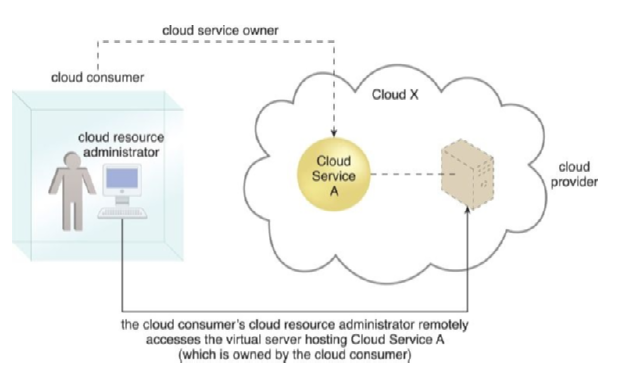 cloud service owner
cloud consumer
Cloud X
cloud resource
administrator
Cloud
Service
A
cloud
provider
the cloud consumer's cloud resource administrator remotely
accesses the virtual server hosting Cloud Service A
(which is owned by the cloud consumer)